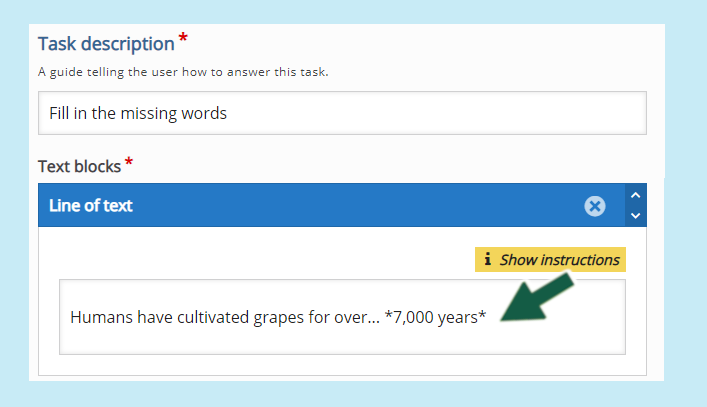 Task description *
A guide telling the user how to answer this task.
Fill in the missing words
Text blocks *
Line of text
i Show instructions
Humans have cultivated grapes for over... *7,000 years*